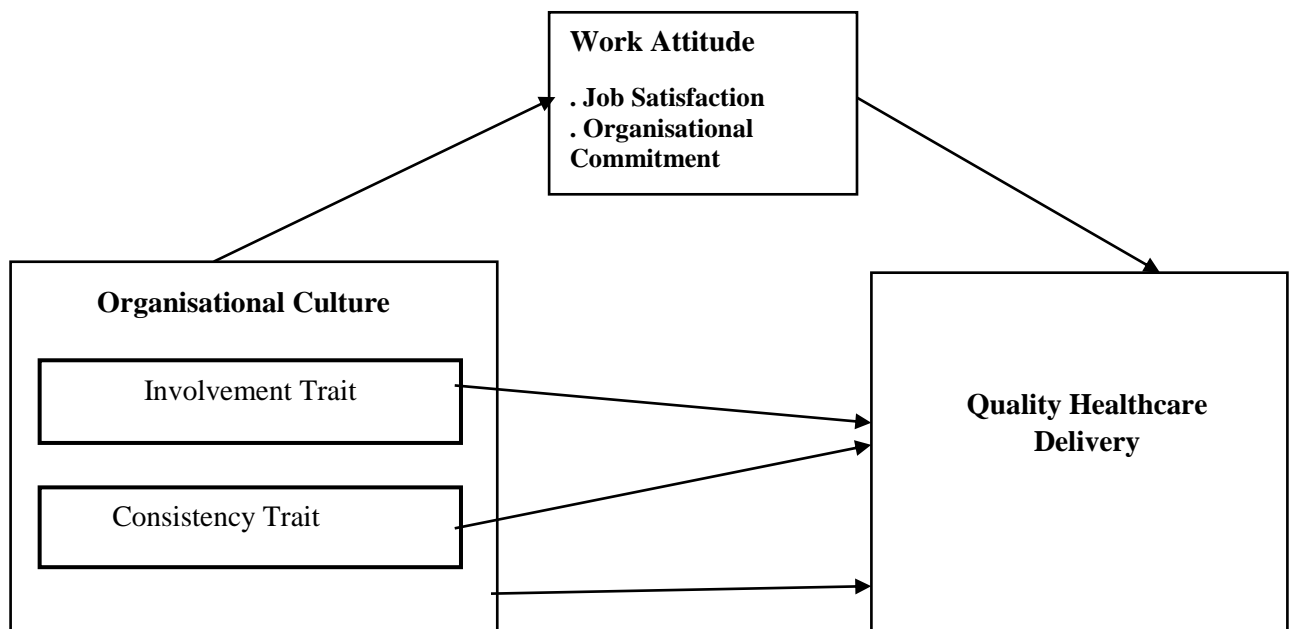 Work Attitude
. Job Satisfaction
. Organisational
Commitment
Organisational Culture
Involvement Trait
Consistency Trait
Quality Healthcare
Delivery